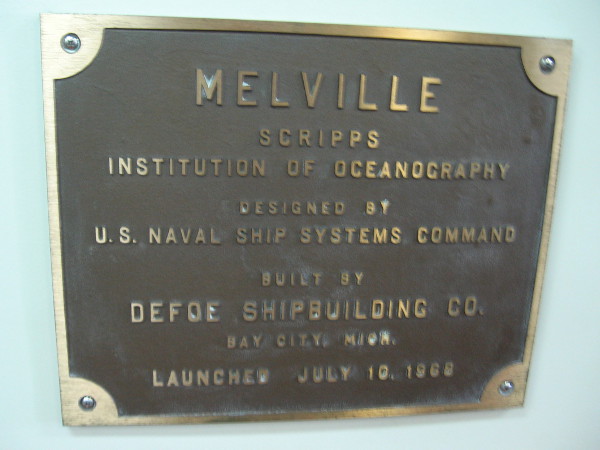 MELVILLE
SCRIPPS
INSTITUTION OF OCEANOGRAPHY
DESIGNED BY
U.S. NAVAL SHIP SYSTEMS COMMAND
BUILT BY
DEFOE SHIPBUILDING CO.
BAY CITY, MICH.
LAUNCHED JULY 10, 1968